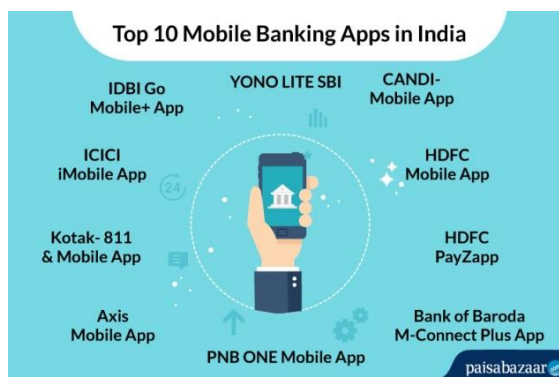 Top 10 Mobile Banking Apps in India
IDBI Go
Mobile+ App
YONO LITE SBI
CANDI-
Mobile App
ICICI
iMobile App
24
HDFC
Mobile App
Kotak- 811
& Mobile App
HDFC
PayZapp
Axis
Mobile App
PNB ONE Mobile App
Bank of Baroda
M-Connect Plus App
paisabazaar